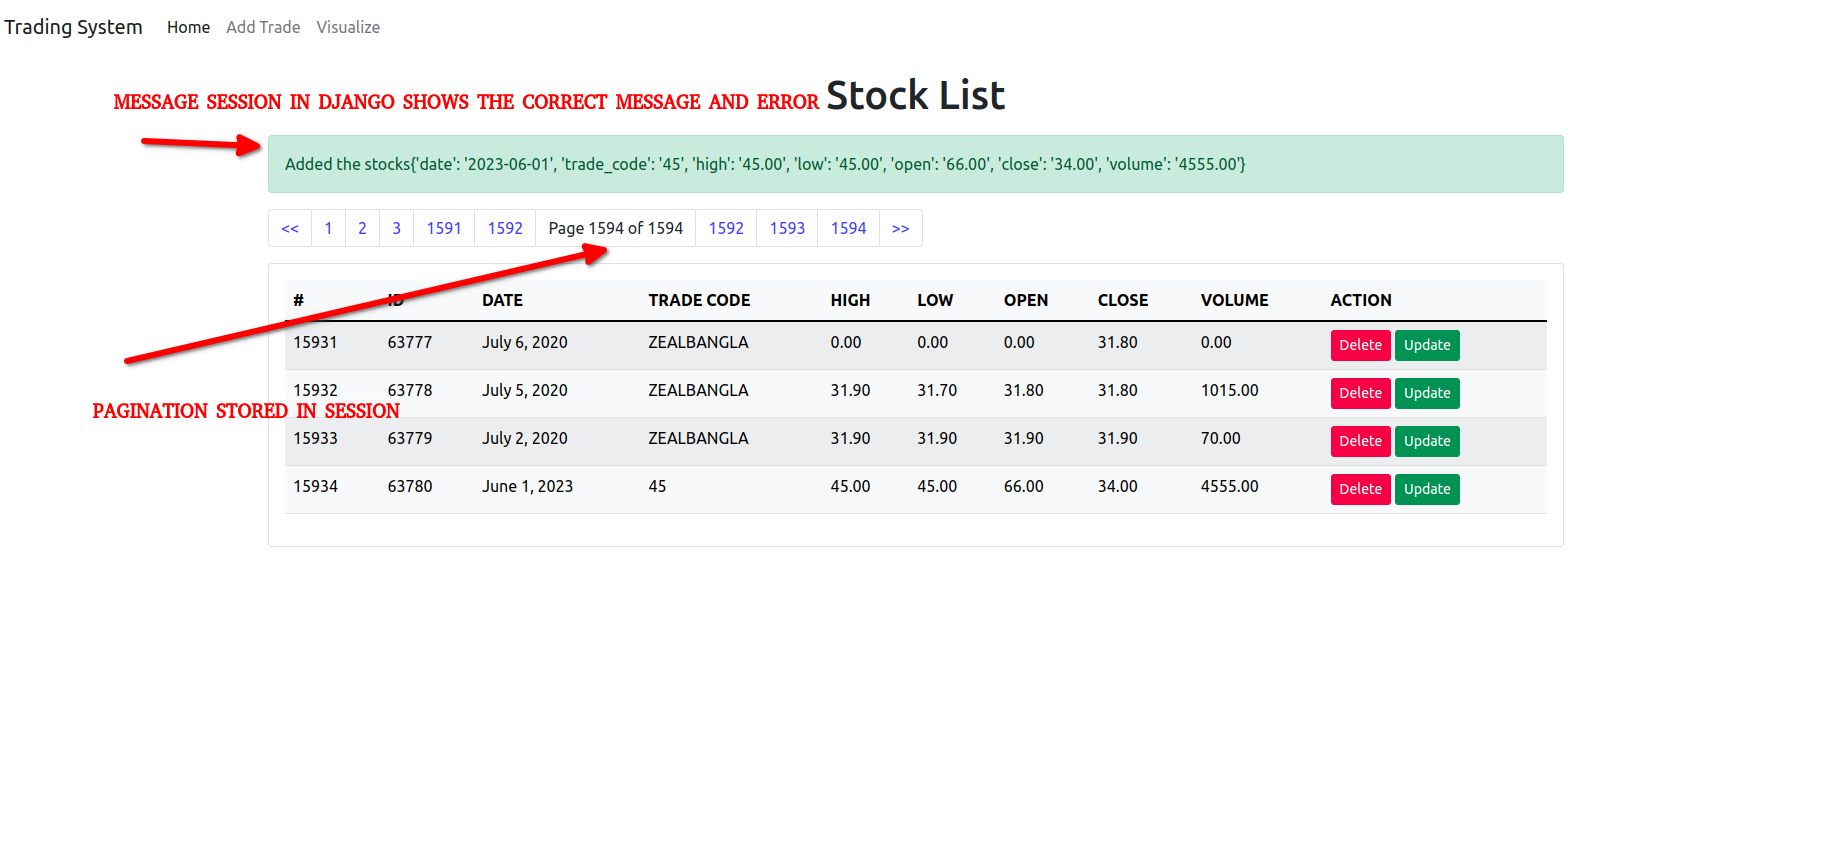 Trading System Home Add Trade Visualize
MESSAGE SESSION IN DJANGO SHOWS THE CORRECT MESSAGE AND ERROR Stock List
Added the stocks{'date': '2023-06-01', 'trade_code': '45', 'high': '45.00', 'low': '45.00', 'open': '66.00', 'close': '34.00', 'volume': '4555.00'}
<< 1 2 3 1591 1592 Page 1594 of 1594 1592 1593 1594 >>
# ID DATE TRADE CODE HIGH LOW OPEN CLOSE VOLUME ACTION
15931 63777 July 6, 2020 ZEALBANGLA 0.00 0.00 0.00 31.80 0.00 Delete Update
15932 63778 July 5, 2020 ZEALBANGLA 31.90 31.70 31.80 31.80 1015.00 Delete Update
PAGINATION STORED IN SESSION
15933 63779 July 2, 2020 ZEALBANGLA 31.90 31.90 31.90 31.90 70.00 Delete Update
15934 63780 June 1, 2023 45 45.00 45.00 66.00 34.00 4555.00 Delete Update